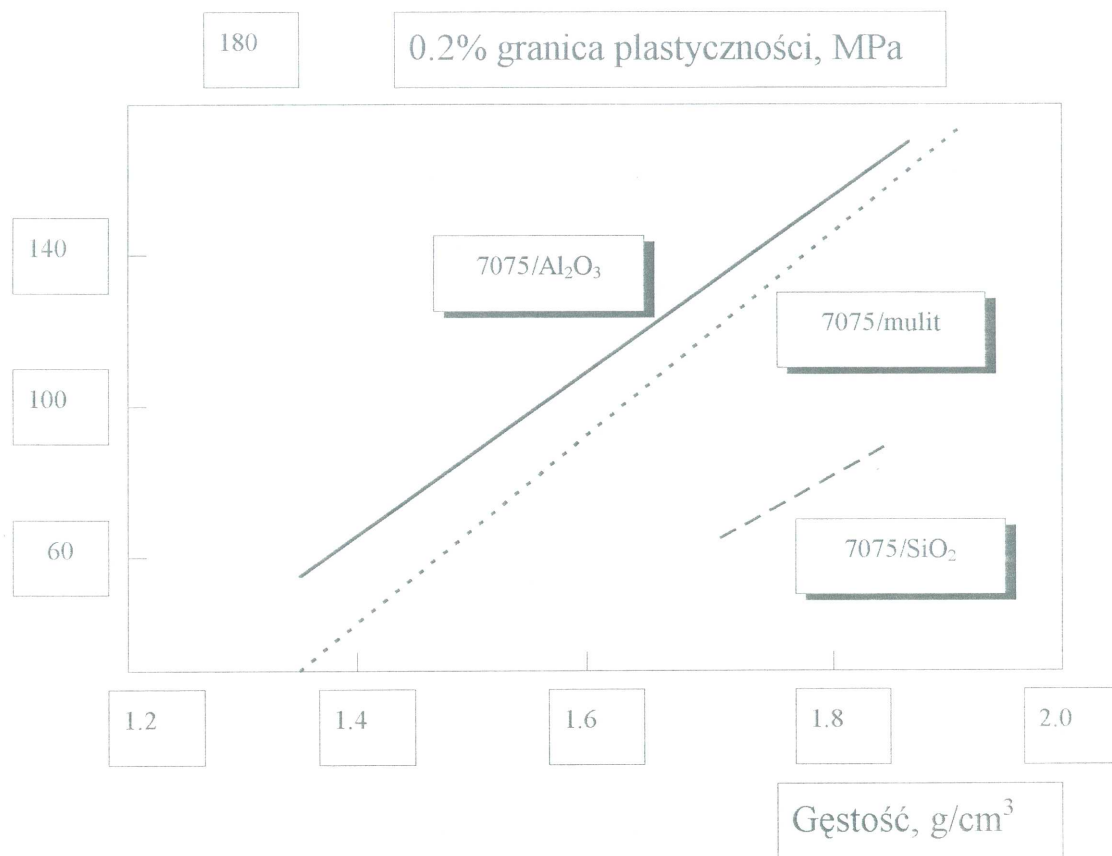 180
0.2% granica plastyczności, MPa
140
7075/Al₂O₃
7075/mulit
100
60
7075/SiO₂
1.2
1.4
1.6
1.8
2.0
Gęstość, g/cm³